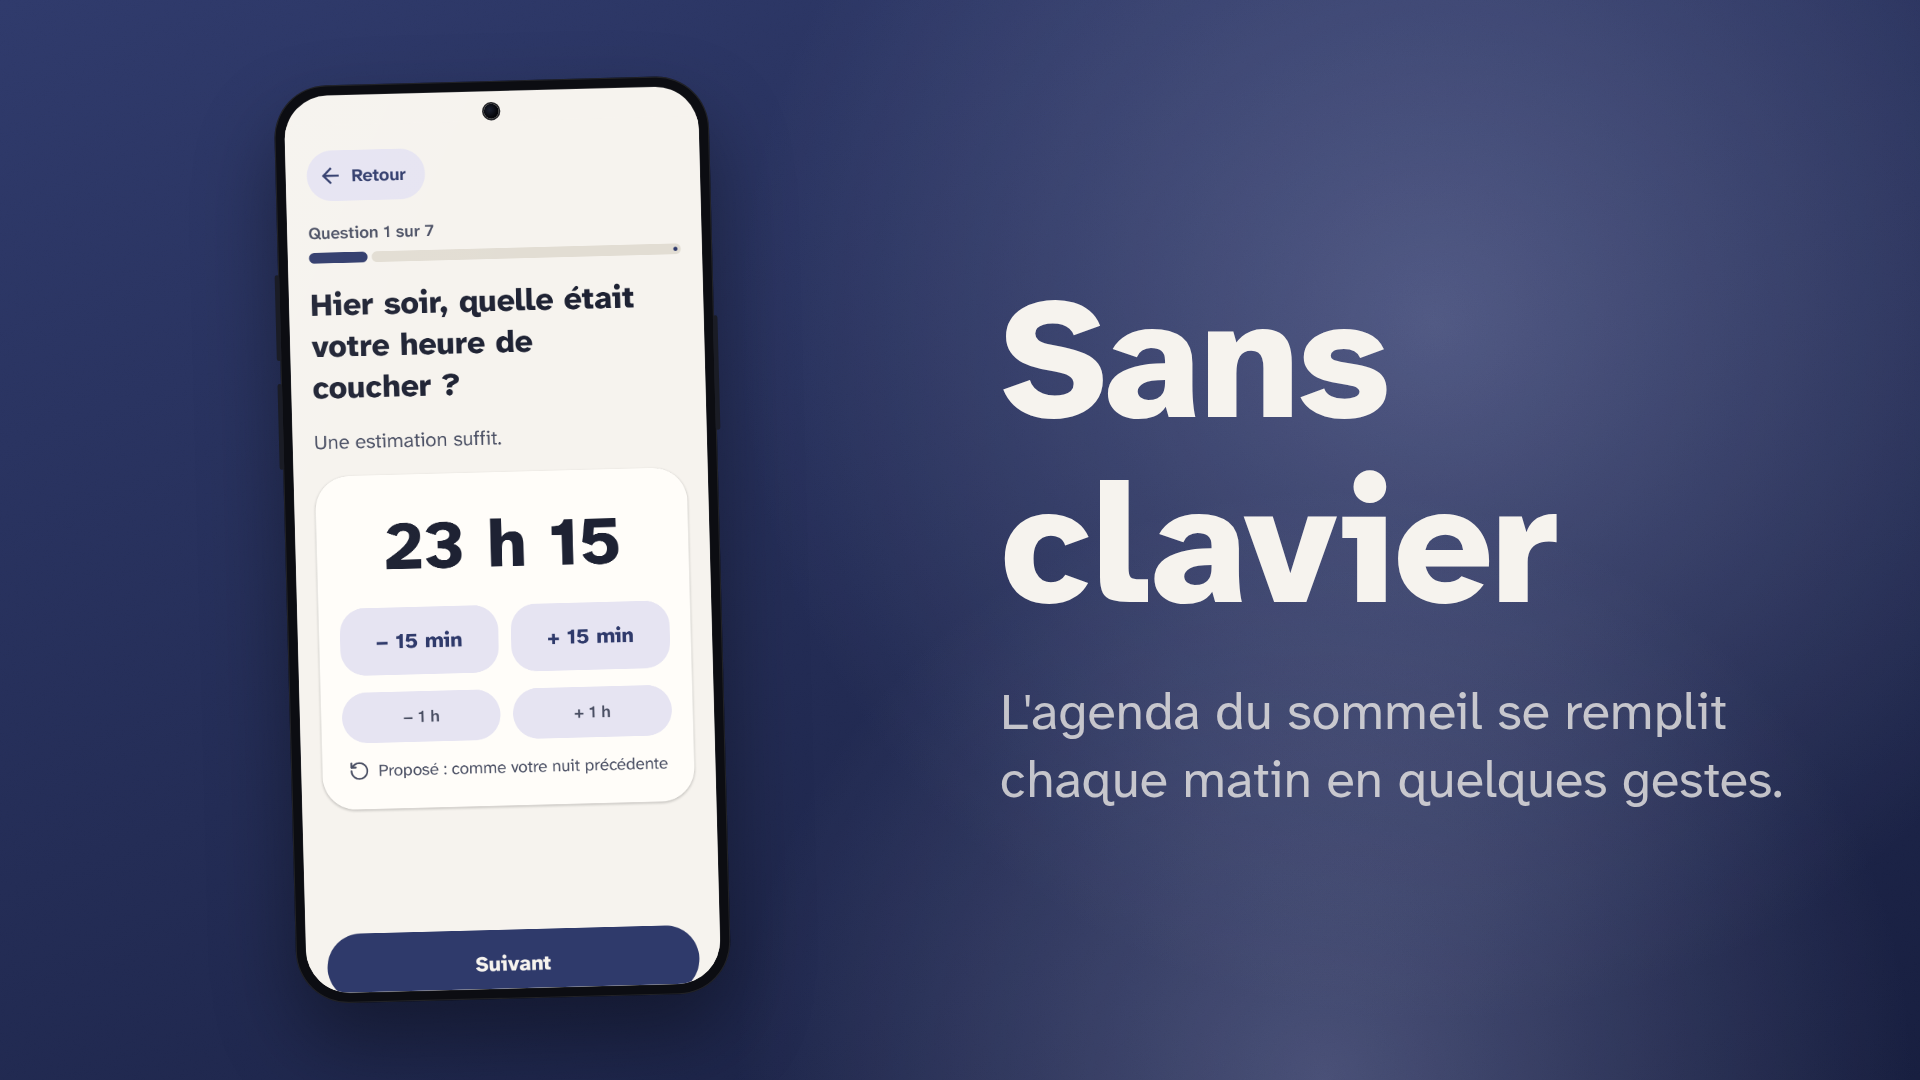 Retour
Question 1 sur 7
Hier soir, quelle était
votre heure de
coucher ?
Une estimation suffit.
23 h 15
– 15 min
+ 15 min
– 1 h
+ 1 h
Proposé : comme votre nuit précédente
Suivant
Sans
clavier
L'agenda du sommeil se remplit
chaque matin en quelques gestes.